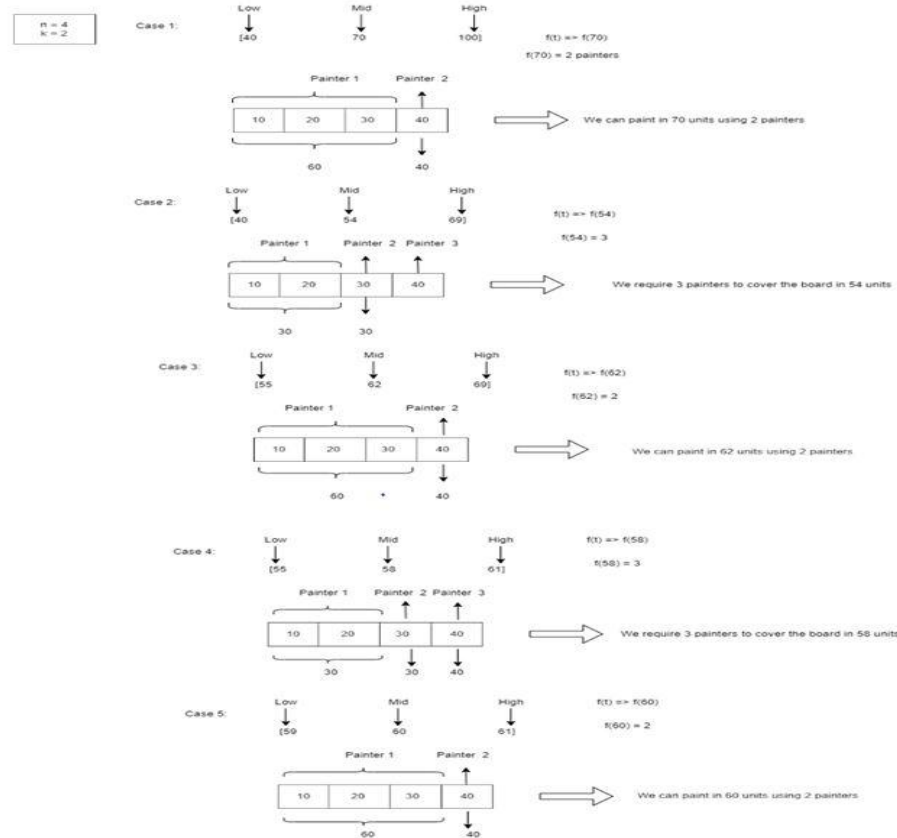 n = 4
k = 2
Case 1:
Low Mid High
[40 70 100]
f(t) => f(70)
f(70) = 2 painters
Painter 1 Painter 2
10 20 30 40
We can paint in 70 units using 2 painters
60 40
Case 2:
Low Mid High
[40 54 69]
f(t) => f(54)
f(54) = 3
Painter 1 Painter 2 Painter 3
10 20 30 40
We require 3 painters to cover the board in 54 units
30 30
Case 3:
Low Mid High
[55 62 69]
f(t) => f(62)
f(62) = 2
Painter 1 Painter 2
10 20 30 40
We can paint in 62 units using 2 painters
60 40
Case 4:
Low Mid High
[55 58 61]
f(t) => f(58)
f(58) = 3
Painter 1 Painter 2 Painter 3
10 20 30 40
We require 3 painters to cover the board in 58 units
30 30 40
Case 5:
Low Mid High
[59 60 61]
f(t) => f(60)
f(60) = 2
Painter 1 Painter 2
10 20 30 40
We can paint in 60 units using 2 painters
60 40